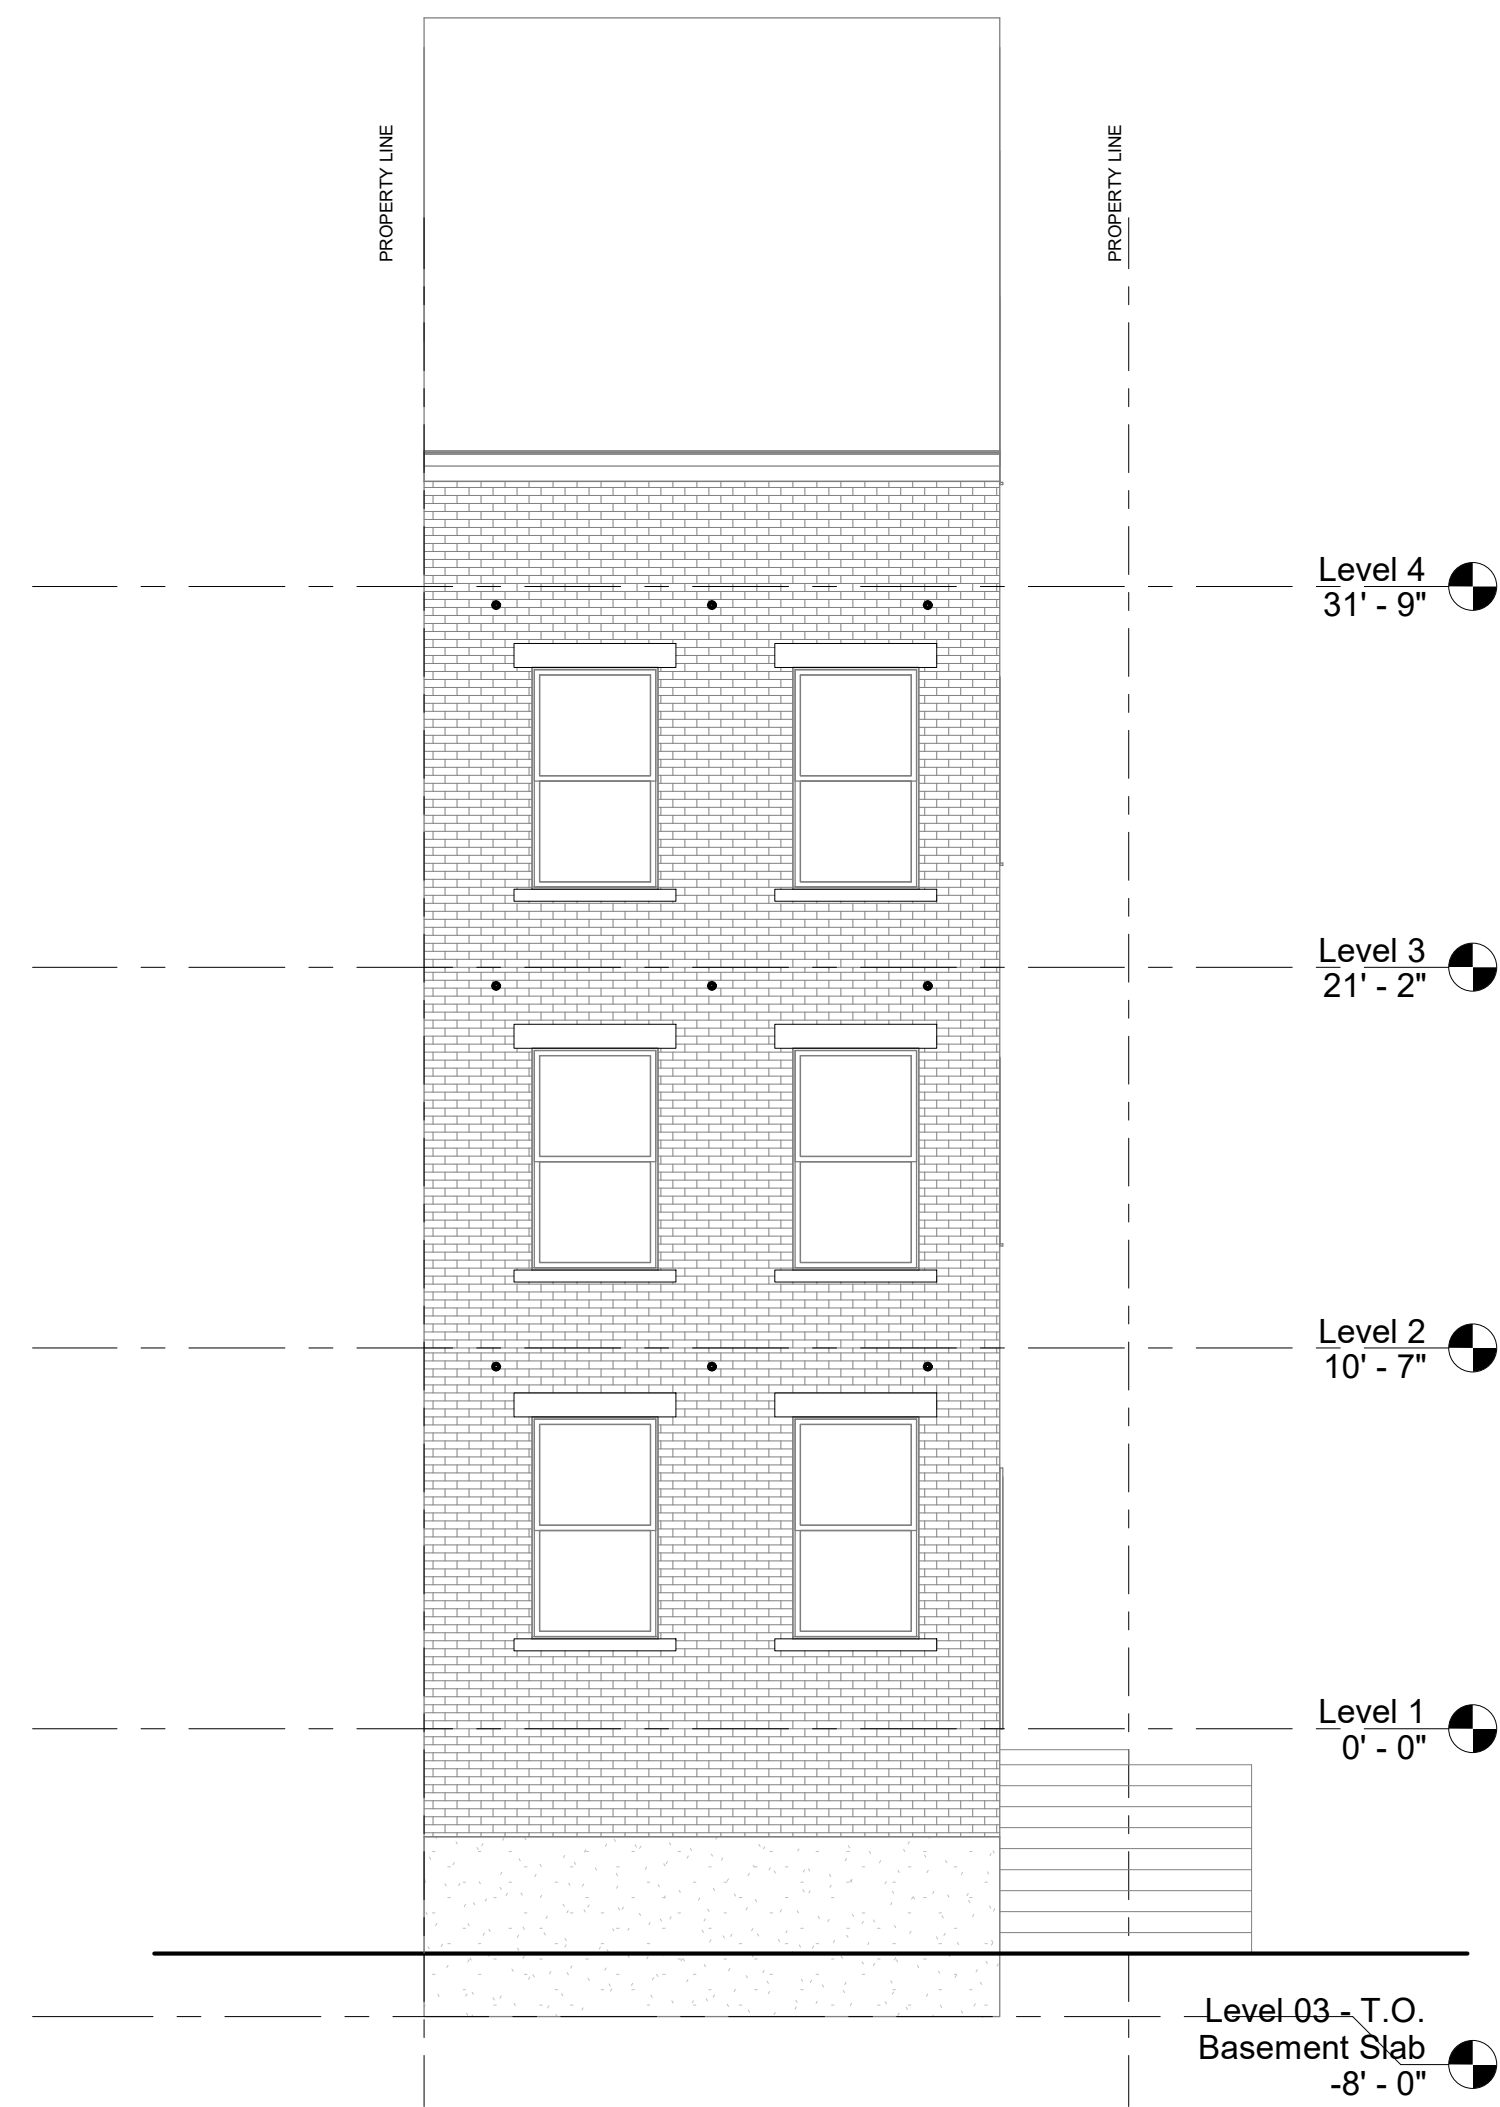 PROPERTY LINE
PROPERTY LINE
Level 4
31' - 9"
Level 3
21' - 2"
Level 2
10' - 7"
Level 1
0' - 0"
Level 03 - T.O.
Basement Slab
-8' - 0"